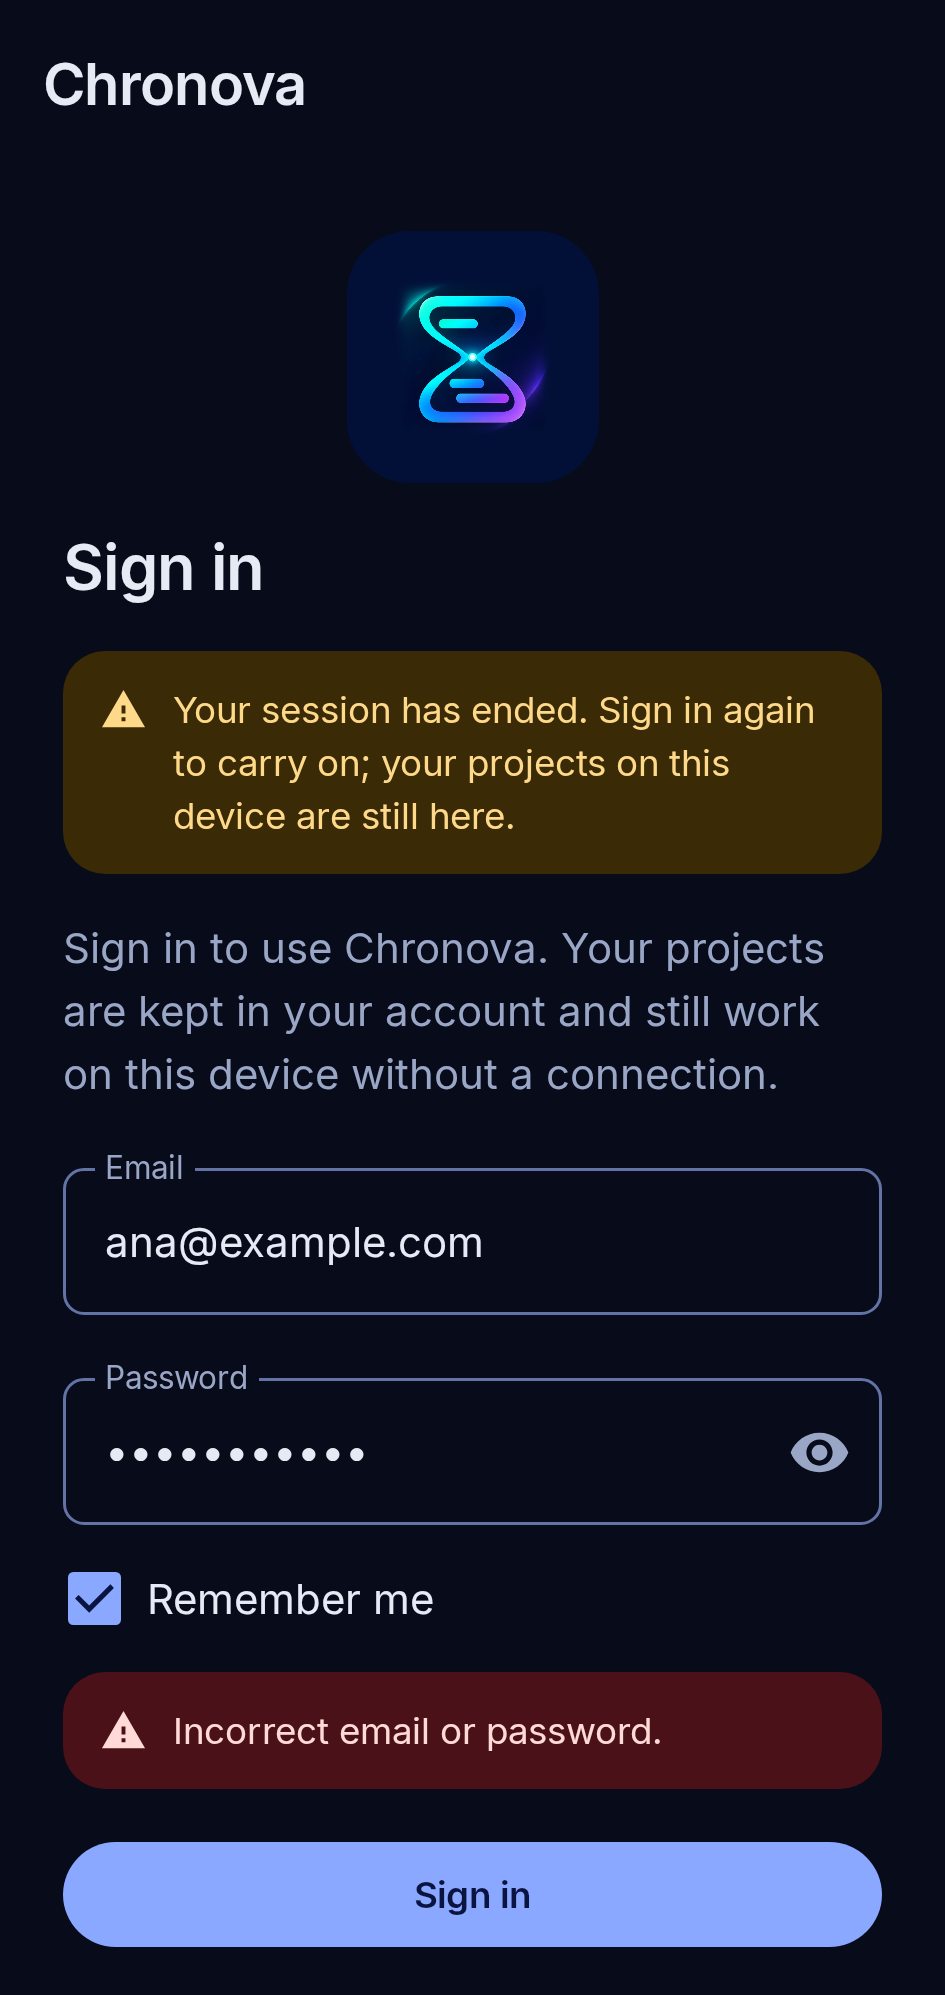 Chronova
Sign in
Your session has ended. Sign in again
to carry on; your projects on this
device are still here.
Sign in to use Chronova. Your projects
are kept in your account and still work
on this device without a connection.
Email
ana@example.com
Password
•••••••••••
Remember me
Incorrect email or password.
Sign in